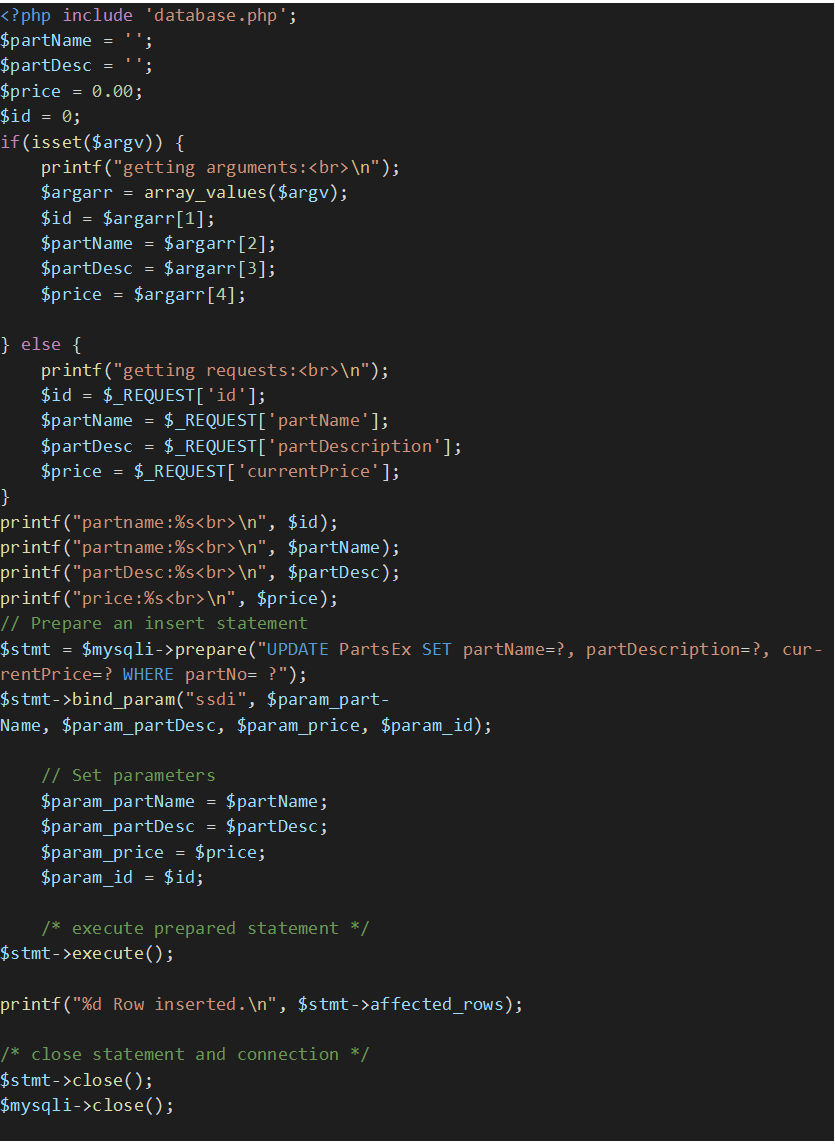 <?php include 'database.php';
$partName = '';
$partDesc = '';
$price = 0.00;
$id = 0;
if(isset($argv)) {
    printf("getting arguments:<br>\n");
    $argarr = array_values($argv);
    $id = $argarr[1];
    $partName = $argarr[2];
    $partDesc = $argarr[3];
    $price = $argarr[4];

} else {
    printf("getting requests:<br>\n");
    $id = $_REQUEST['id'];
    $partName = $_REQUEST['partName'];
    $partDesc = $_REQUEST['partDescription'];
    $price = $_REQUEST['currentPrice'];
}
printf("partname:%s<br>\n", $id);
printf("partname:%s<br>\n", $partName);
printf("partDesc:%s<br>\n", $partDesc);
printf("price:%s<br>\n", $price);
// Prepare an insert statement
$stmt = $mysqli->prepare("UPDATE PartsEx SET partName=?, partDescription=?, cur-
rentPrice=? WHERE partNo= ?");
$stmt->bind_param("ssdi", $param_part-
Name, $param_partDesc, $param_price, $param_id);

    // Set parameters
    $param_partName = $partName;
    $param_partDesc = $partDesc;
    $param_price = $price;
    $param_id = $id;

    /* execute prepared statement */
$stmt->execute();

printf("%d Row inserted.\n", $stmt->affected_rows);

/* close statement and connection */
$stmt->close();
$mysqli->close();